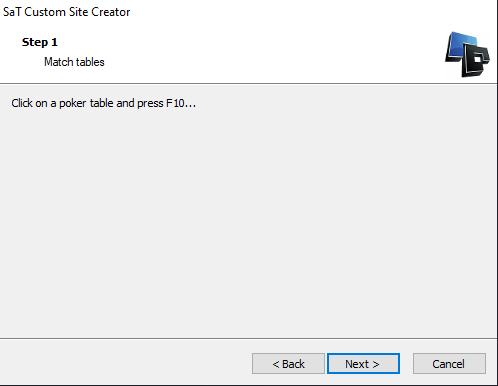 SaT Custom Site Creator
Step 1
Match tables
Click on a poker table and press F10...
< Back
Next >
Cancel